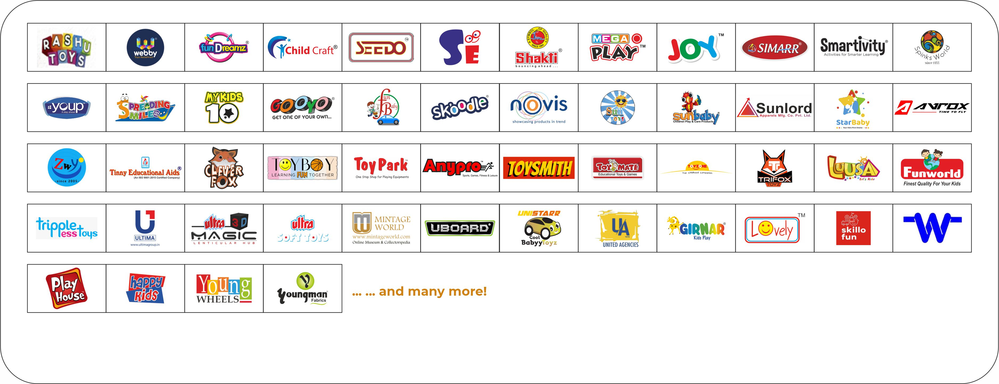 RASHU
TOYS
webby®
Toys Redefined
fun Dreamz®
Child Craft®
SEEDO™
SE
A SYMBOL OF QUALITY
SINCE 1964
Shakti®
bouncing ahead ...
MEGA
PLAY™
JOY™
SIMARR®
Smartivity®
Activities for Smarter Learning
Spinks World
since 1988
youp™
A step ahead
SPREADING
SMILES
MY KIDS
10
GOOYO®
GET ONE OF YOUR OWN...
fun
Baby
skoodle®
novis
showcasing products in trend
Sun
TOYS
sunbaby®
Children Play & Care Products
Sunlord
Apparels Mfg. Co. Pvt. Ltd.
StarBaby
Your Kid's First Choice
AVROX
TIME TO FLY
Zwy
-since 2005-
Tinny Educational Aids®
(An ISO 9001:2015 Certified Company)
CLEVER
FOX
TOYBOY
LEARNING FUN TOGETHER
Toy Park™
One Stop Shop for Playing Equipments
Anypro™
Sports, Games, Fitness & Leisure
TOYSMITH
TOYMATE
Educational Toys & Games
TOYZONE
true childhood companion
TRIFOX
TOYZ
LUUSA
Let's Ride
Funworld
Finest Quality For Your Kids
tripple
ess toys
U
ULTIMA
www.ultimagroup.in
ultra 3D
MAGIC
LENTICULAR HUB
ultra
SOFT TOYS
MINTAGE
WORLD
www.mintageworld.com
Online Museum & Collectorspedia
UBOARD®
UNISTARR
Cool
BabyyToyz
UA
TOYS
UNITED AGENCIES
GIRNAR®
Kids Play
Lovely™
skillo
fun
W
Play
House™
happy
Kids
Young
WHEELS
Youngman
Fabrics
... ... and many more!